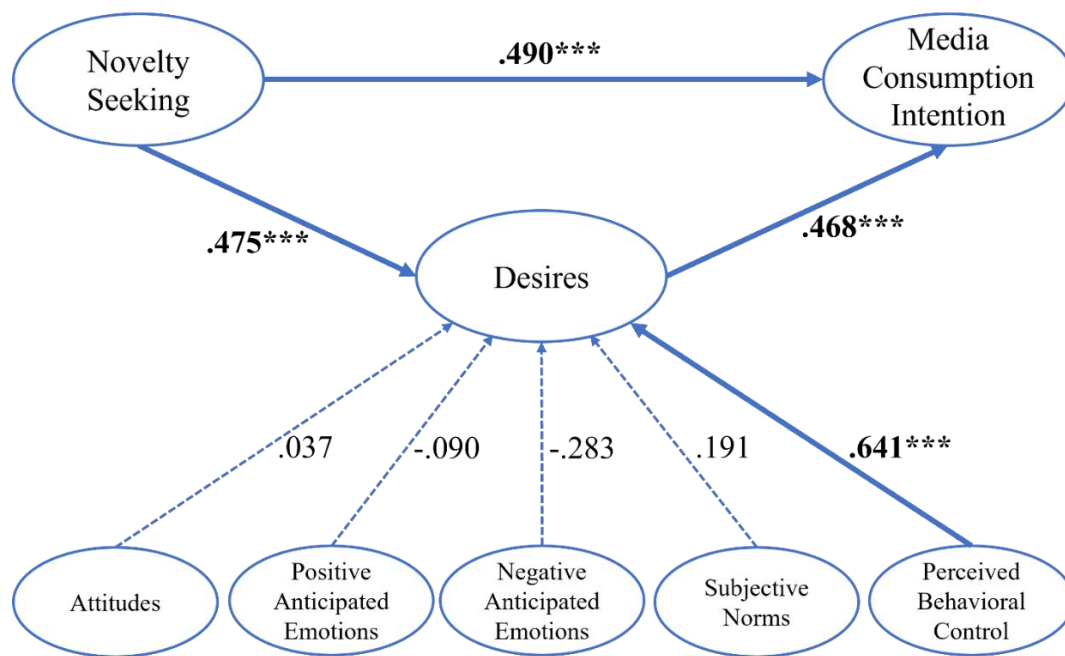 Novelty
Seeking
.490***
Media
Consumption
Intention
.475***
.468***
Desires
.037
-.090
-.283
.191
.641***
Attitudes
Positive
Anticipated
Emotions
Negative
Anticipated
Emotions
Subjective
Norms
Perceived
Behavioral
Control